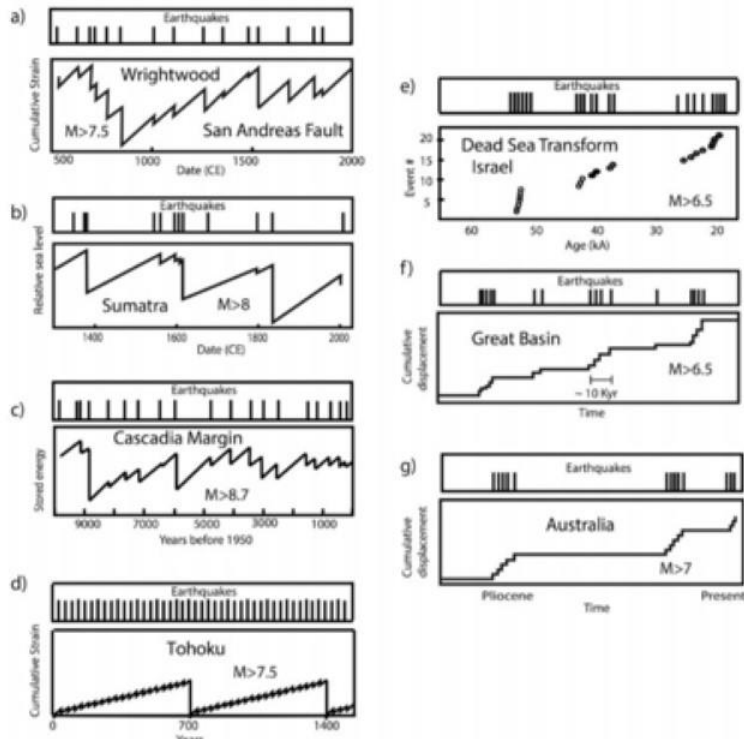 a)
Earthquakes
Cumulative Strain
Wrightwood
M>7.5
San Andreas Fault
500 1000 1500 2000
Date (CE)
b)
Earthquakes
Relative sea level
Sumatra
M>8
1400 1600 1800 2000
Date (CE)
c)
Earthquakes
Stored energy
Cascadia Margin
M>8.7
9000 7000 5000 3000 1000
Years before 1950
d)
Earthquakes
Cumulative Strain
Tohoku
M>7.5
0 700 1400
Years
e)
Earthquakes
Event #
20
15
10
5
Dead Sea Transform
Israel
M>6.5
60 50 40 30 20
Age (kA)
f)
Earthquakes
Cumulative
displacement
Great Basin
M>6.5
~ 10 Kyr
Time
g)
Earthquakes
Cumulative
displacement
Australia
M>7
Pliocene Present
Time